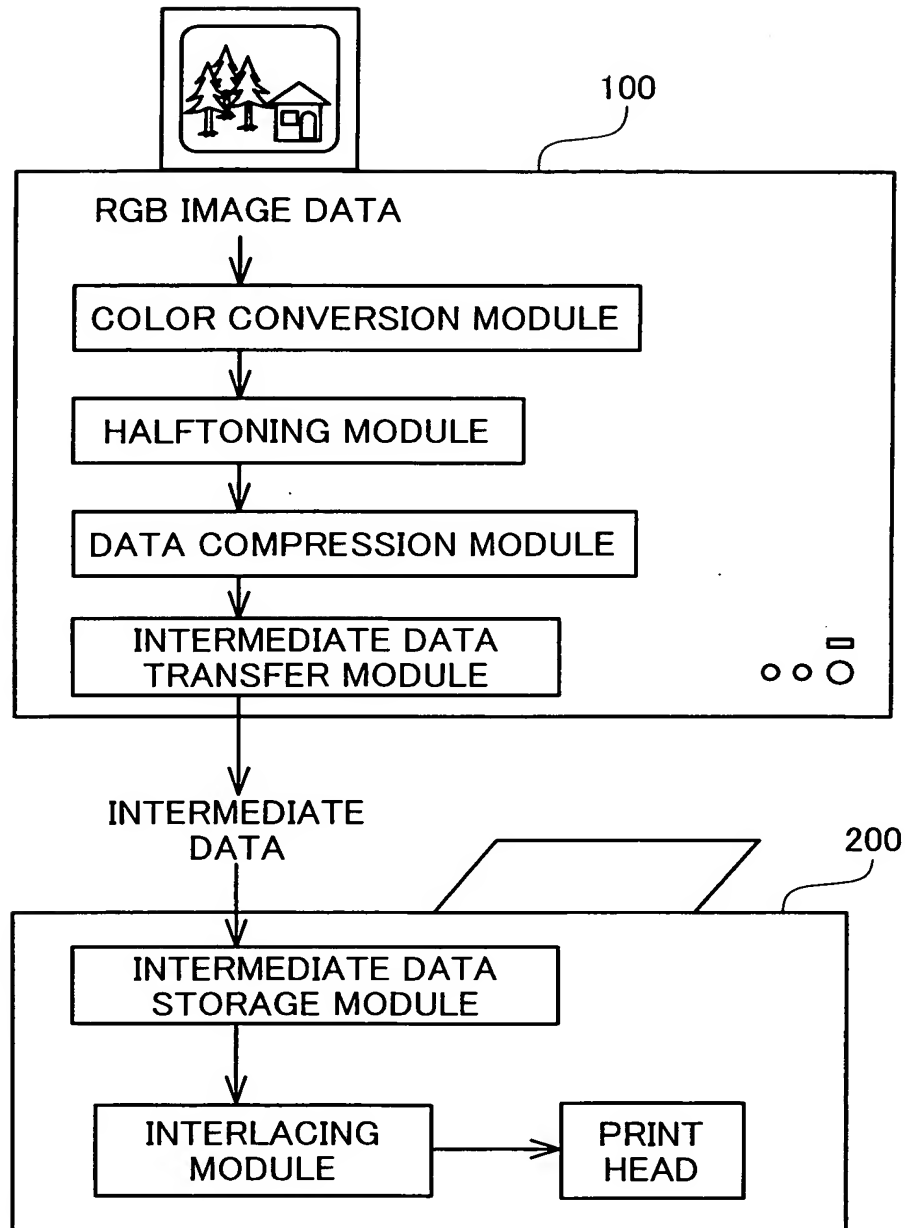 100
RGB IMAGE DATA
COLOR CONVERSION MODULE
HALFTONING MODULE
DATA COMPRESSION MODULE
INTERMEDIATE DATA
TRANSFER MODULE
INTERMEDIATE
DATA
200
INTERMEDIATE DATA
STORAGE MODULE
INTERLACING
MODULE
PRINT
HEAD